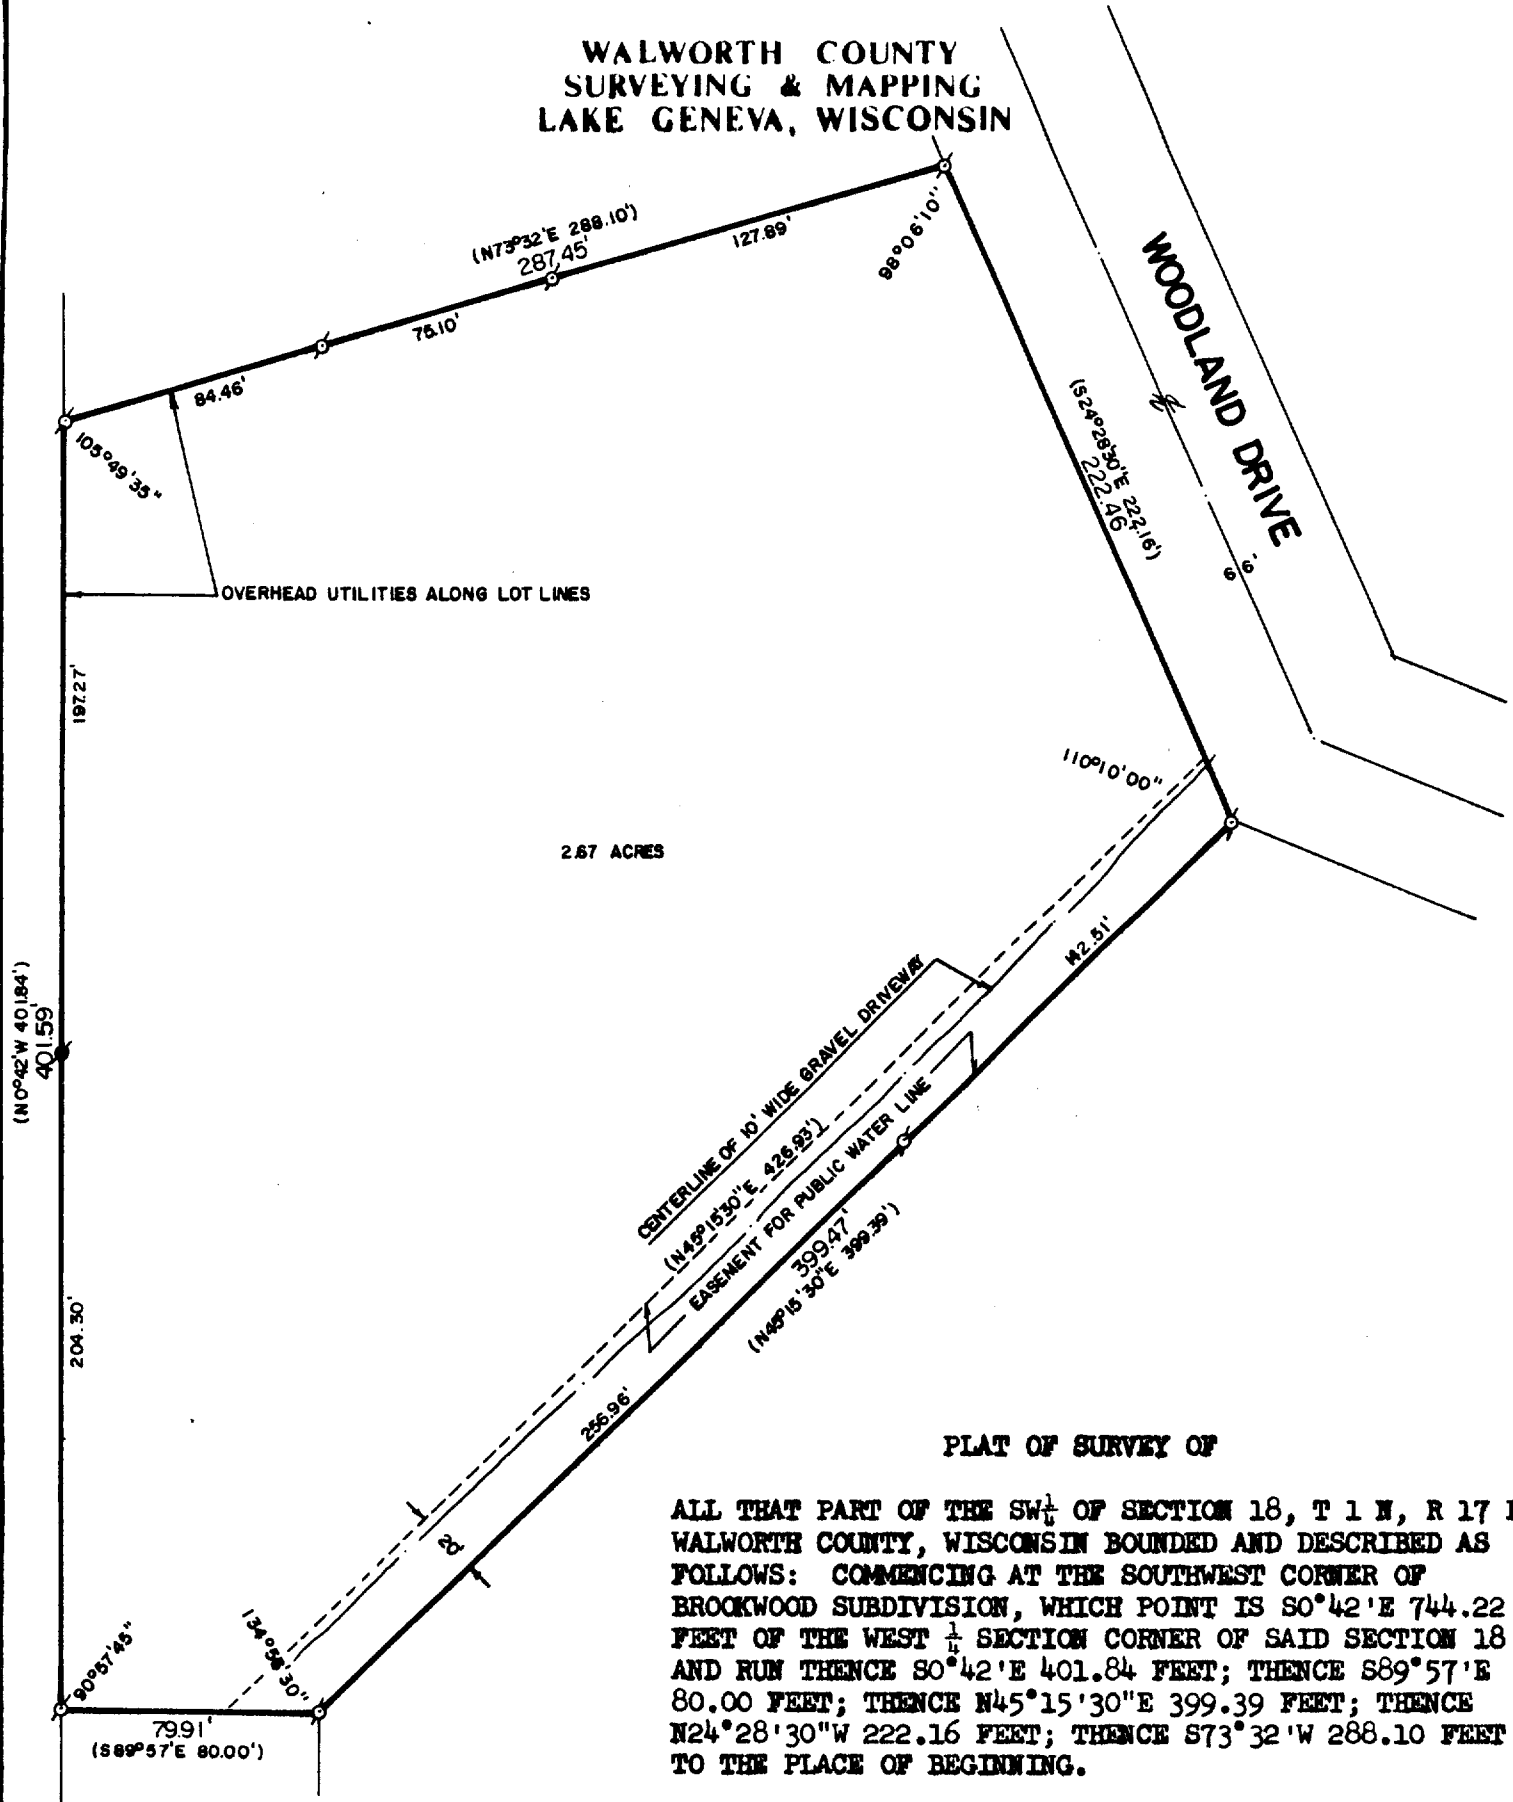 WALWORTH COUNTY
SURVEYING & MAPPING
LAKE GENEVA, WISCONSIN
(N73°32'E 288.10')
287.45'
127.89'
75.10'
84.46'
98°06'10"
105°49'35"
WOODLAND DRIVE
(S24°28'30"E 222.16')
222.46
66'
OVERHEAD UTILITIES ALONG LOT LINES
197.27'
110°10'00"
2.67 ACRES
142.51'
(N0°42'W 401.84')
401.59'
CENTERLINE OF 10' WIDE GRAVEL DRIVEWAY
(N45°15'30"E 426.93')
EASEMENT FOR PUBLIC WATER LINE
399.47'
(N45°15'30"E 399.39')
204.30'
256.96'
20'
90°57'45"
134°58'30"
79.91'
(S89°57'E 80.00')
PLAT OF SURVEY OF
ALL THAT PART OF THE SW¼ OF SECTION 18, T 1 N, R 17 E
WALWORTH COUNTY, WISCONSIN BOUNDED AND DESCRIBED AS
FOLLOWS: COMMENCING AT THE SOUTHWEST CORNER OF
BROOKWOOD SUBDIVISION, WHICH POINT IS S0°42'E 744.22
FEET OF THE WEST ¼ SECTION CORNER OF SAID SECTION 18
AND RUN THENCE S0°42'E 401.84 FEET; THENCE S89°57'E
80.00 FEET; THENCE N45°15'30"E 399.39 FEET; THENCE
N24°28'30"W 222.16 FEET; THENCE S73°32'W 288.10 FEET
TO THE PLACE OF BEGINNING.